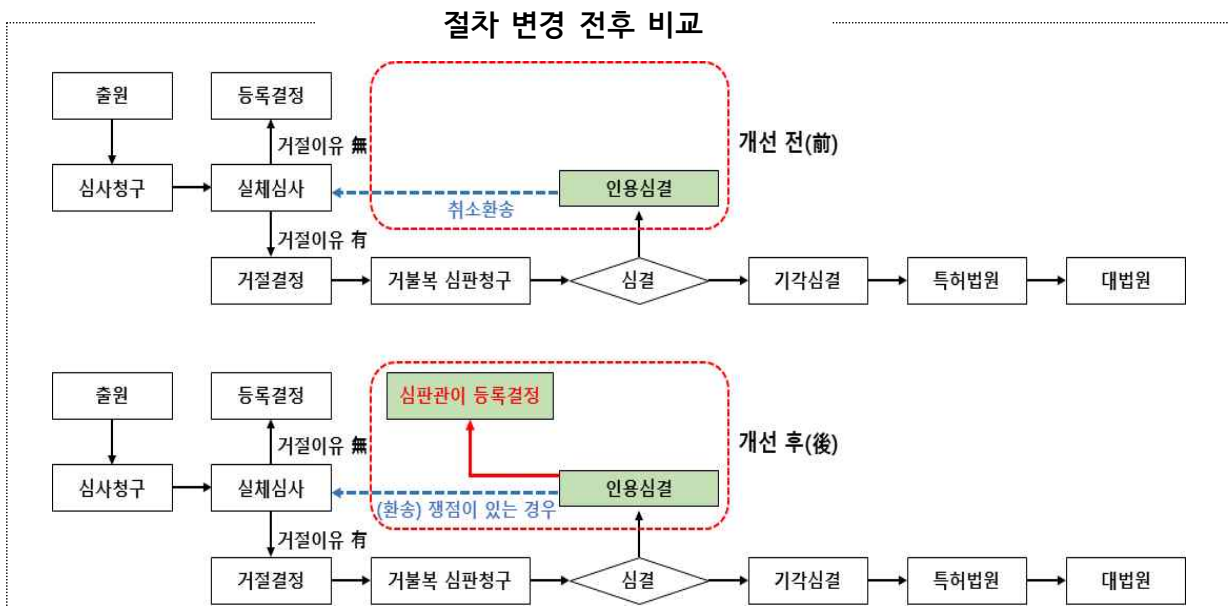 절차 변경 전후 비교
출원
등록결정
거절이유 無
개선 전(前)
심사청구
실체심사
인용심결
취소환송
거절이유 有
거절결정
거불복 심판청구
심결
기각심결
특허법원
대법원
출원
등록결정
심판관이 등록결정
거절이유 無
개선 후(後)
심사청구
실체심사
인용심결
(환송) 쟁점이 있는 경우
거절이유 有
거절결정
거불복 심판청구
심결
기각심결
특허법원
대법원